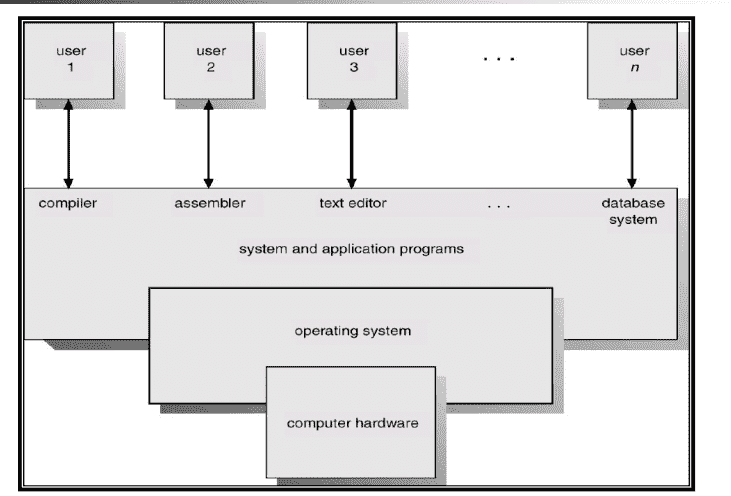 user
1
user
2
user
3
. . .
user
n
compiler
assembler
text editor
. . .
database
system
system and application programs
operating system
computer hardware